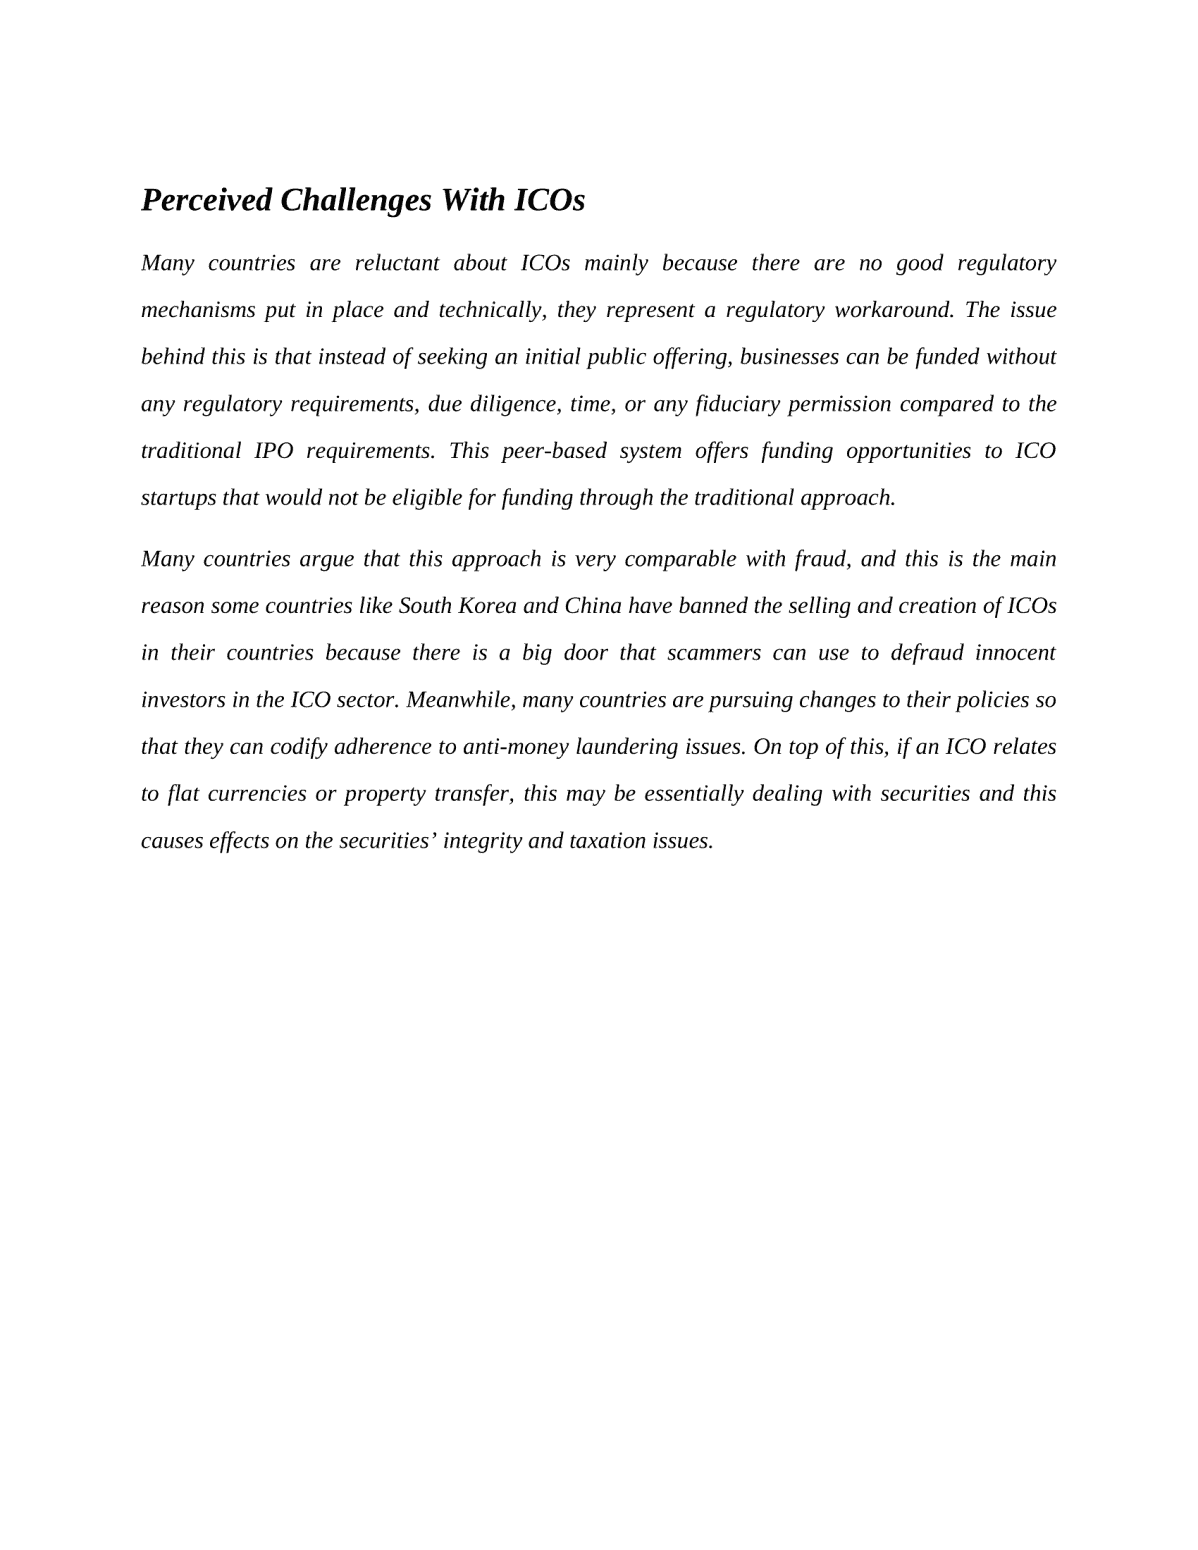 Perceived Challenges With ICOs
Many countries are reluctant about ICOs mainly because there are no good regulatory
mechanisms put in place and technically, they represent a regulatory workaround. The issue
behind this is that instead of seeking an initial public offering, businesses can be funded without
any regulatory requirements, due diligence, time, or any fiduciary permission compared to the
traditional IPO requirements. This peer-based system offers funding opportunities to ICO
startups that would not be eligible for funding through the traditional approach.
Many countries argue that this approach is very comparable with fraud, and this is the main
reason some countries like South Korea and China have banned the selling and creation of ICOs
in their countries because there is a big door that scammers can use to defraud innocent
investors in the ICO sector. Meanwhile, many countries are pursuing changes to their policies so
that they can codify adherence to anti-money laundering issues. On top of this, if an ICO relates
to flat currencies or property transfer, this may be essentially dealing with securities and this
causes effects on the securities’ integrity and taxation issues.